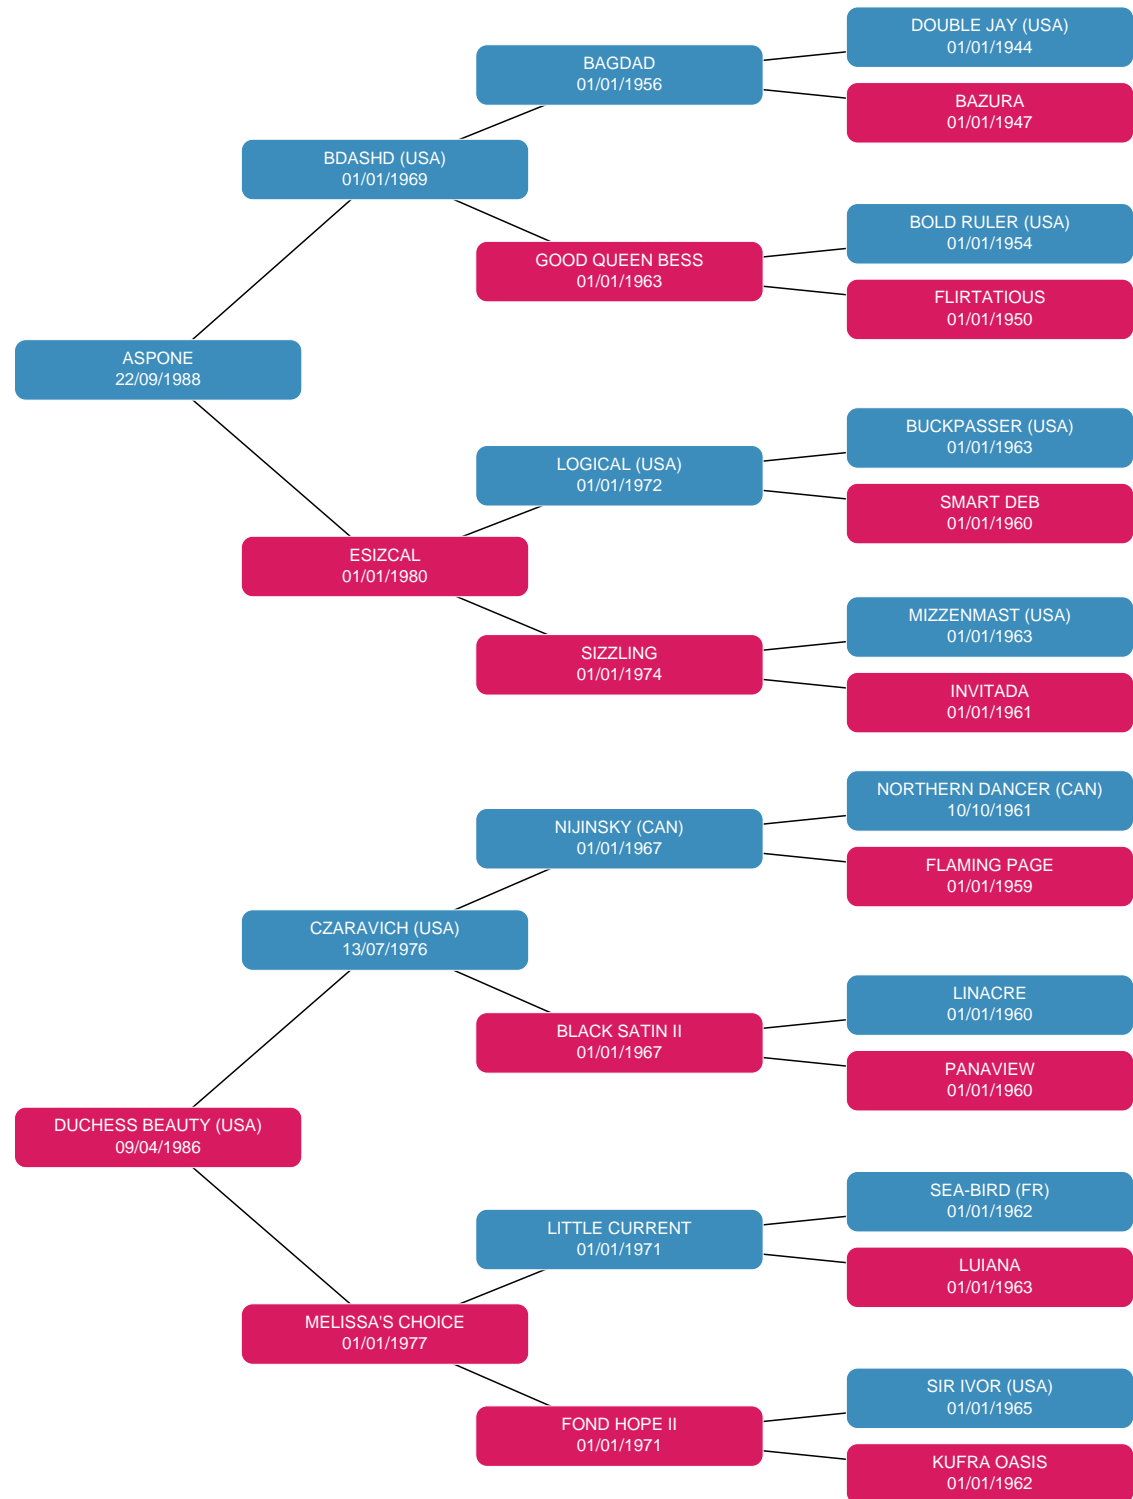 DOUBLE JAY (USA)
01/01/1944
BAGDAD
01/01/1956
BAZURA
01/01/1947
BDASHD (USA)
01/01/1969
BOLD RULER (USA)
01/01/1954
GOOD QUEEN BESS
01/01/1963
FLIRTATIOUS
01/01/1950
ASPONE
22/09/1988
BUCKPASSER (USA)
01/01/1963
LOGICAL (USA)
01/01/1972
SMART DEB
01/01/1960
ESIZCAL
01/01/1980
MIZZENMAST (USA)
01/01/1963
SIZZLING
01/01/1974
INVITADA
01/01/1961
NORTHERN DANCER (CAN)
10/10/1961
NIJINSKY (CAN)
01/01/1967
FLAMING PAGE
01/01/1959
CZARAVICH (USA)
13/07/1976
LINACRE
01/01/1960
BLACK SATIN II
01/01/1967
PANAVIEW
01/01/1960
DUCHESS BEAUTY (USA)
09/04/1986
SEA-BIRD (FR)
01/01/1962
LITTLE CURRENT
01/01/1971
LUIANA
01/01/1963
MELISSA'S CHOICE
01/01/1977
SIR IVOR (USA)
01/01/1965
FOND HOPE II
01/01/1971
KUFRA OASIS
01/01/1962